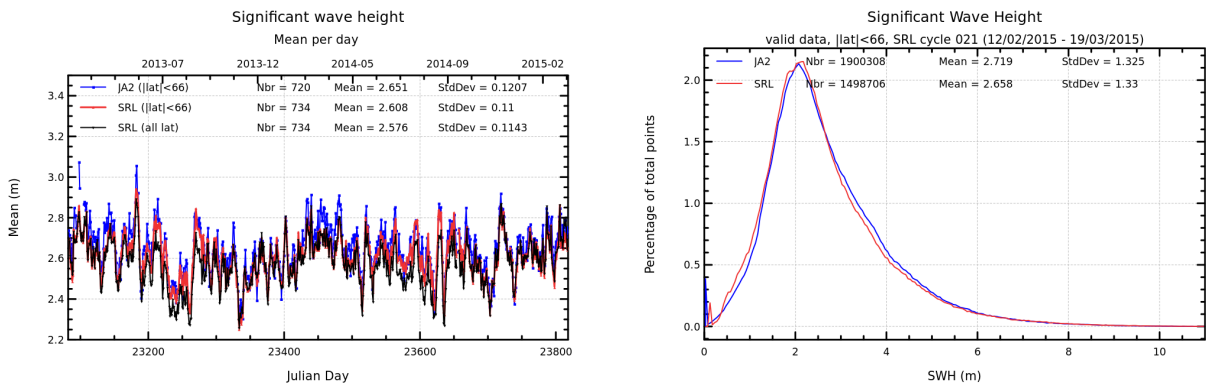 Significant wave height
Mean per day
2013-07 2013-12 2014-05 2014-09 2015-02
JA2 (|lat|<66) Nbr = 720 Mean = 2.651 StdDev = 0.1207
SRL (|lat|<66) Nbr = 734 Mean = 2.608 StdDev = 0.11
SRL (all lat) Nbr = 734 Mean = 2.576 StdDev = 0.1143
3.4
3.2
3.0
2.8
2.6
2.4
2.2
Mean (m)
23200 23400 23600 23800
Julian Day
Significant Wave Height
valid data, |lat|<66, SRL cycle 021 (12/02/2015 - 19/03/2015)
JA2 Nbr = 1900308 Mean = 2.719 StdDev = 1.325
SRL Nbr = 1498706 Mean = 2.658 StdDev = 1.33
2.0
1.5
1.0
0.5
0.0
Percentage of total points
0 2 4 6 8 10
SWH (m)